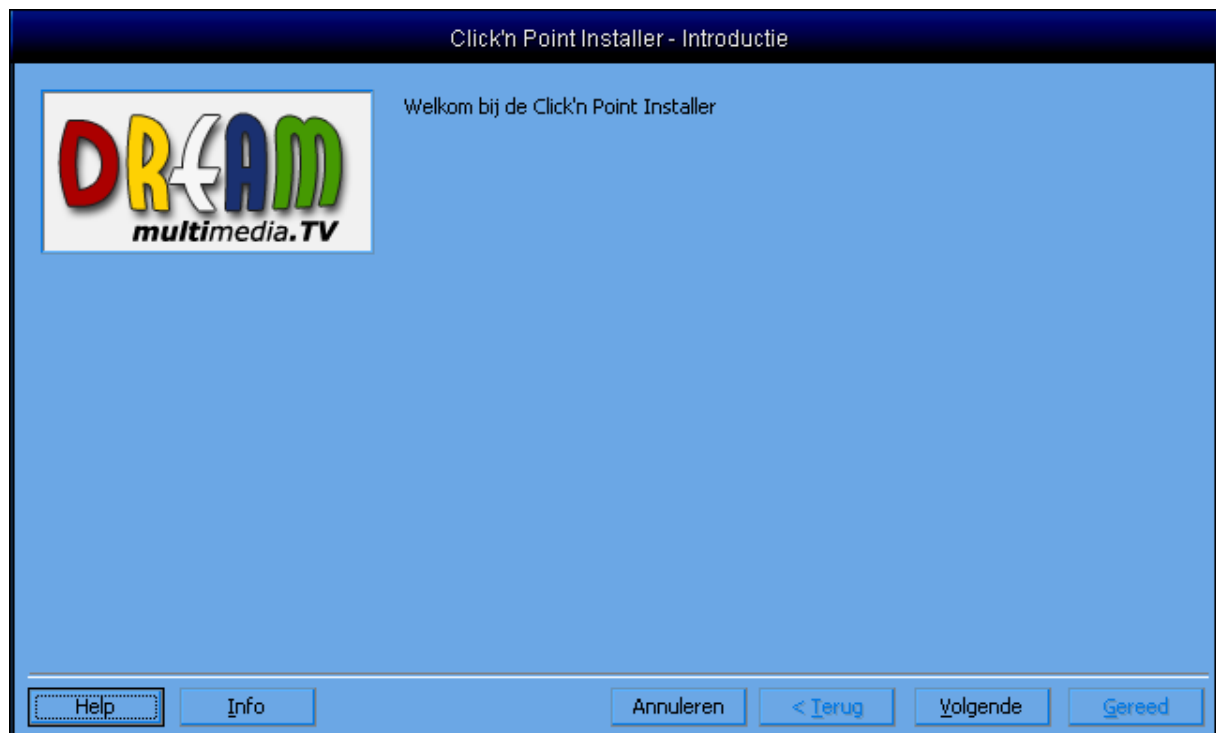 Click'n Point Installer - Introductie
DREAM
multimedia.TV
Welkom bij de Click'n Point Installer
Help
Info
Annuleren
< Terug
Volgende
Gereed